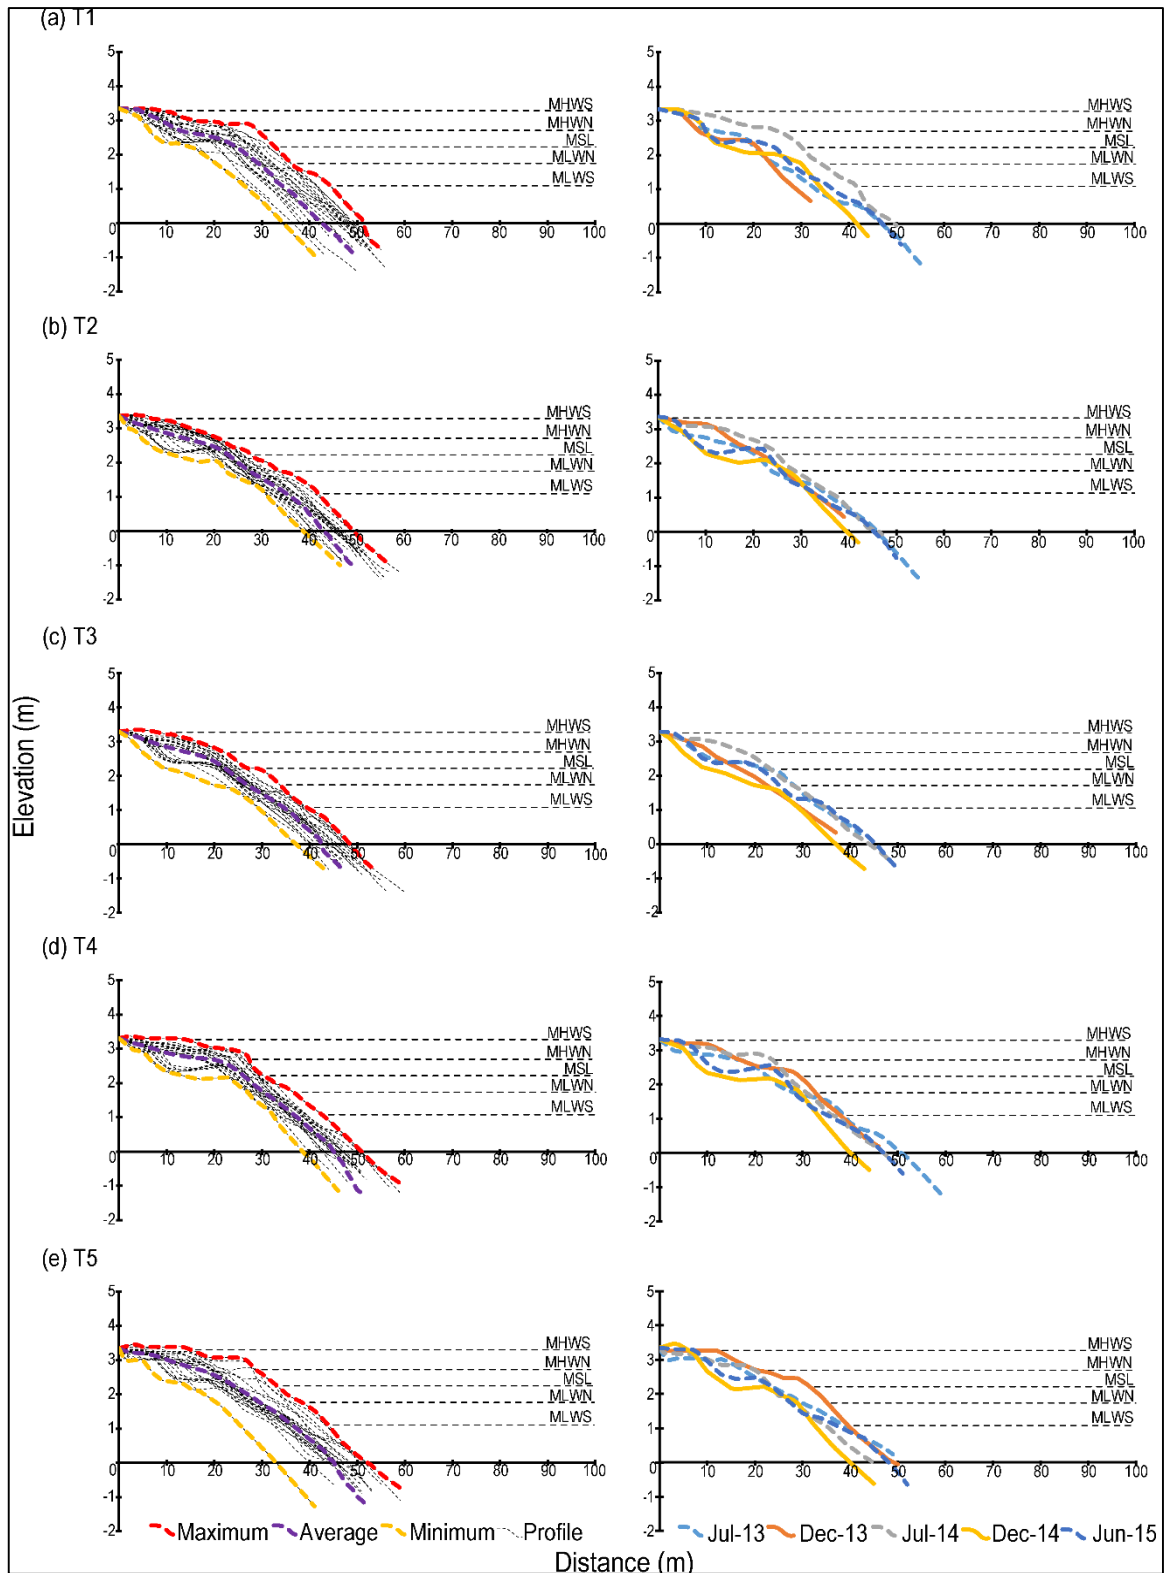 (a) T1
5 5
4 4
MHWS MHWS
3 3
MHWN MHWN
MSL MSL
2 2
MLWN MLWN
MLWS MLWS
1 1
0 10 20 30 40 50 60 70 80 90 100 0 10 20 30 40 50 60 70 80 90 100
-1 -1
-2 -2
(b) T2
5 5
4 4
MHWS MHWS
3 3
MHWN MHWN
MSL MSL
2 2
MLWN MLWN
MLWS MLWS
1 1
0 10 20 30 40 50 60 70 80 90 100 0 10 20 30 40 50 60 70 80 90 100
-1 -1
-2 -2
(c) T3
5 5
4 4
MHWS MHWS
3 3
MHWN MHWN
MSL MSL
2 2
MLWN MLWN
MLWS MLWS
1 1
0 10 20 30 40 50 60 70 80 90 100 0 10 20 30 40 50 60 70 80 90 100
-1 -1
-2 -2
Elevation (m)
(d) T4
5 5
4 4
MHWS MHWS
3 3
MHWN MHWN
MSL MSL
2 2
MLWN MLWN
MLWS MLWS
1 1
0 10 20 30 40 50 60 70 80 90 100 0 10 20 30 40 50 60 70 80 90 100
-1 -1
-2 -2
(e) T5
5 5
4 4
MHWS MHWS
3 3
MHWN MHWN
MSL MSL
2 2
MLWN MLWN
MLWS MLWS
1 1
0 10 20 30 40 50 60 70 80 90 100 0 10 20 30 40 50 60 70 80 90 100
-1 -1
-2 -2
Maximum Average Minimum Profile Jul-13 Dec-13 Jul-14 Dec-14 Jun-15
Distance (m)